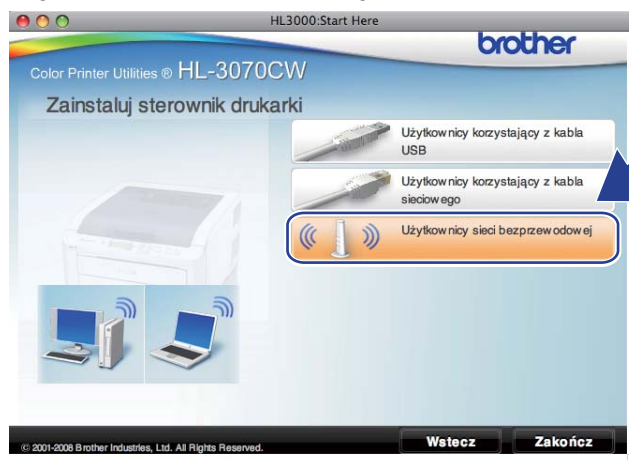 HL3000:Start Here
brother
Color Printer Utilities ® HL-3070CW
Zainstaluj sterownik drukarki
Użytkownicy korzystający z kabla
USB
Użytkownicy korzystający z kabla
sieciowego
Użytkownicy sieci bezprzewodowej
© 2001-2008 Brother Industries, Ltd. All Rights Reserved.
Wstecz
Zakończ